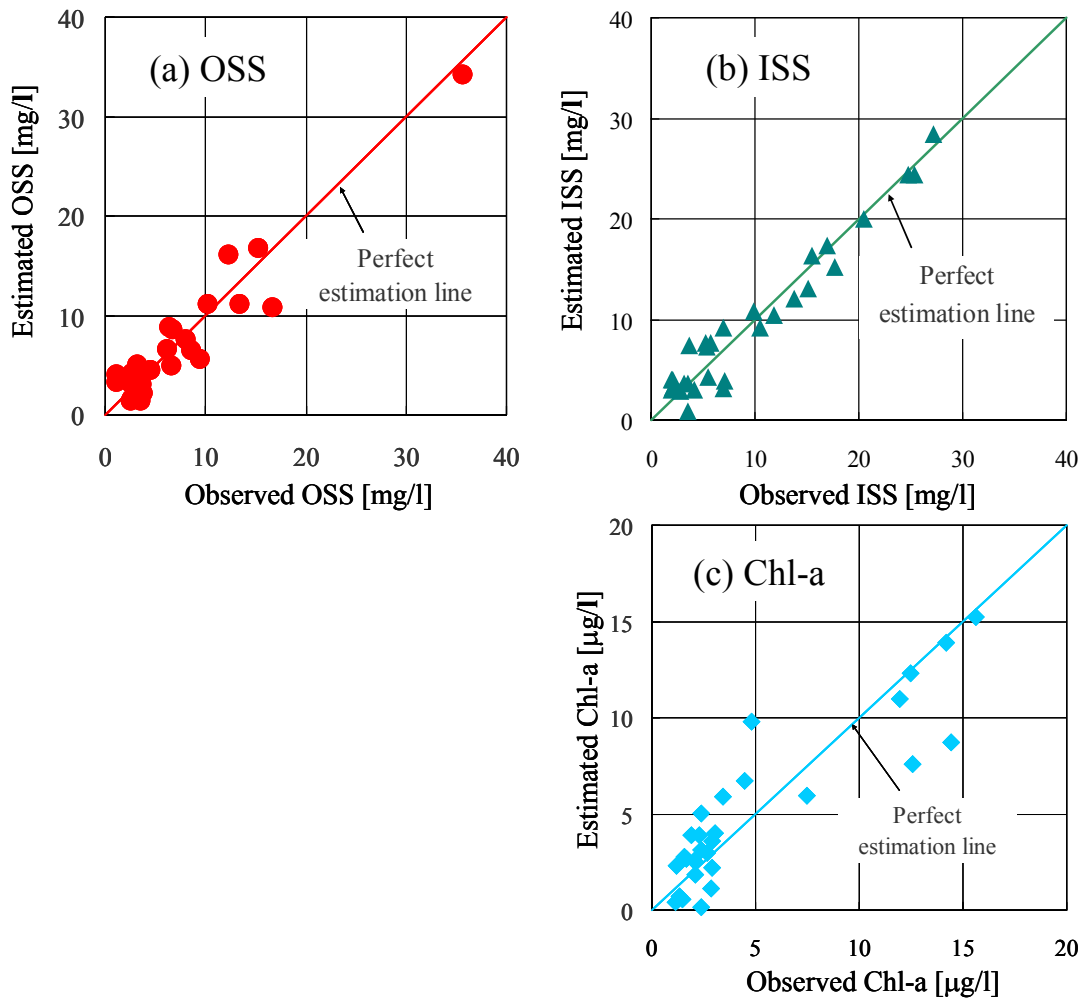 (a) OSS
Estimated OSS [mg/l]
40
30
20
10
0
Perfect
estimation line
0 10 20 30 40
Observed OSS [mg/l]
(b) ISS
Estimated ISS [mg/l]
40
30
20
10
0
Perfect
estimation line
0 10 20 30 40
Observed ISS [mg/l]
(c) Chl-a
Estimated Chl-a [µg/l]
20
15
10
5
0
Perfect
estimation line
0 5 10 15 20
Observed Chl-a [µg/l]